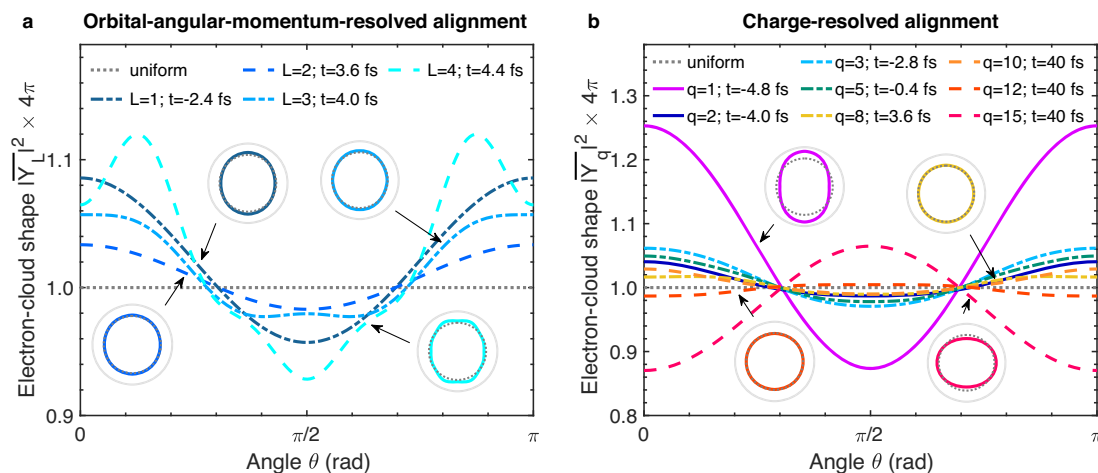 a Orbital-angular-momentum-resolved alignment
Electron-cloud shape |Y_L|² × 4π
1.1
1.0
0.9
uniform
L=1; t=-2.4 fs
L=2; t=3.6 fs
L=3; t=4.0 fs
L=4; t=4.4 fs
0
π/2
π
Angle θ (rad)
b Charge-resolved alignment
Electron-cloud shape |Y_q|² × 4π
1.3
1.2
1.1
1.0
0.9
0.8
uniform
q=1; t=-4.8 fs
q=2; t=-4.0 fs
q=3; t=-2.8 fs
q=5; t=-0.4 fs
q=8; t=3.6 fs
q=10; t=40 fs
q=12; t=40 fs
q=15; t=40 fs
0
π/2
π
Angle θ (rad)